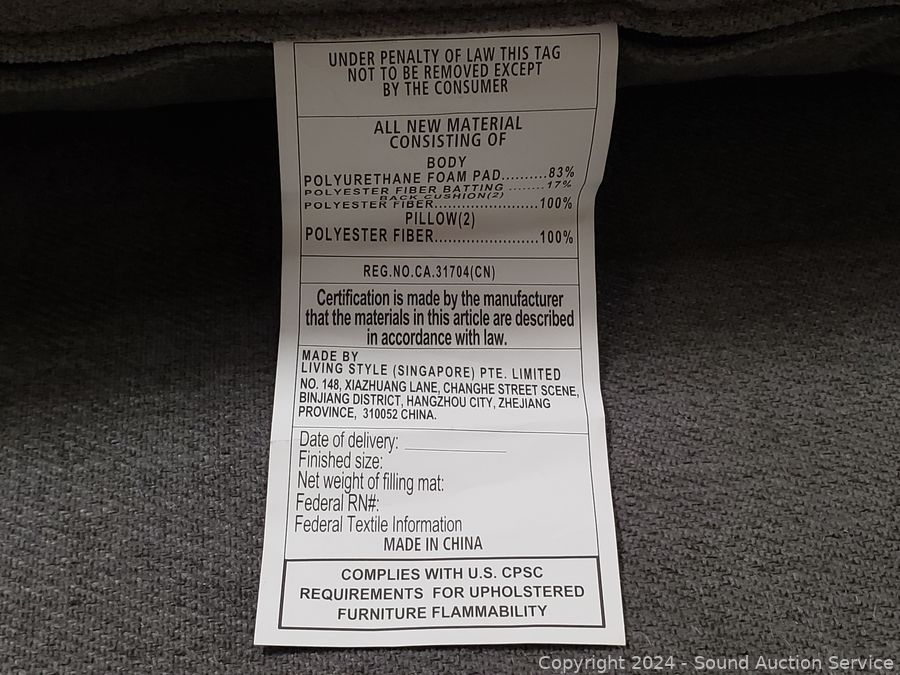 UNDER PENALTY OF LAW THIS TAG
NOT TO BE REMOVED EXCEPT
BY THE CONSUMER
ALL NEW MATERIAL
CONSISTING OF
BODY
POLYURETHANE FOAM PAD..........83%
POLYESTER FIBER BATTING ........17%
BACK CUSHION(2)
POLYESTER FIBER.......................100%
PILLOW(2)
POLYESTER FIBER.......................100%
REG.NO.CA.31704(CN)
Certification is made by the manufacturer
that the materials in this article are described
in accordance with law.
MADE BY
LIVING STYLE (SINGAPORE) PTE. LIMITED
NO. 148, XIAZHUANG LANE, CHANGHE STREET SCENE,
BINJIANG DISTRICT, HANGZHOU CITY, ZHEJIANG
PROVINCE, 310052 CHINA.
Date of delivery: ____________
Finished size:
Net weight of filling mat:
Federal RN#:
Federal Textile Information
MADE IN CHINA
COMPLIES WITH U.S. CPSC
REQUIREMENTS FOR UPHOLSTERED
FURNITURE FLAMMABILITY
Copyright 2024 - Sound Auction Service